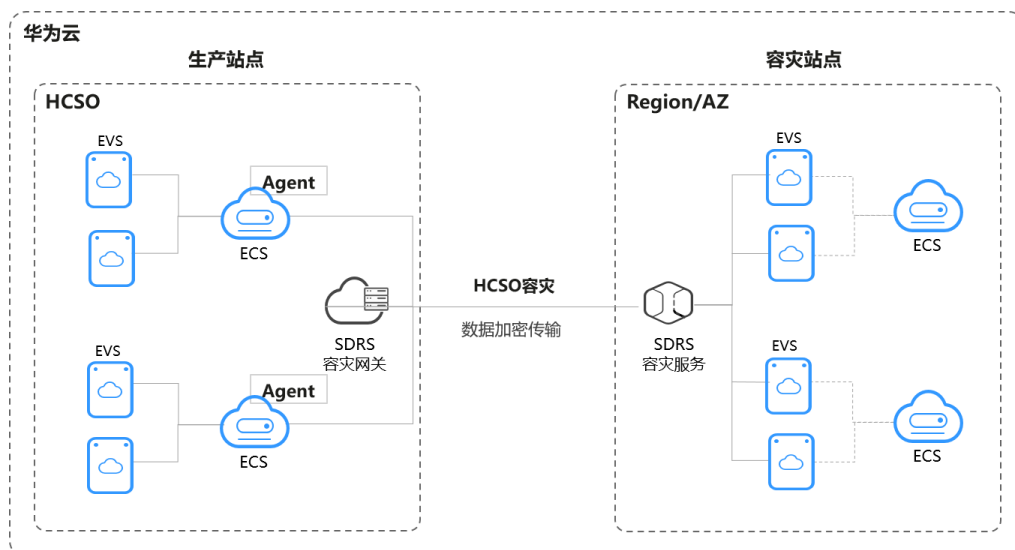 华为云
生产站点
容灾站点
HCSO
Region/AZ
EVS
Agent
ECS
EVS
ECS
HCSO容灾
数据加密传输
SDRS
容灾网关
SDRS
容灾服务
EVS
Agent
ECS
EVS
ECS